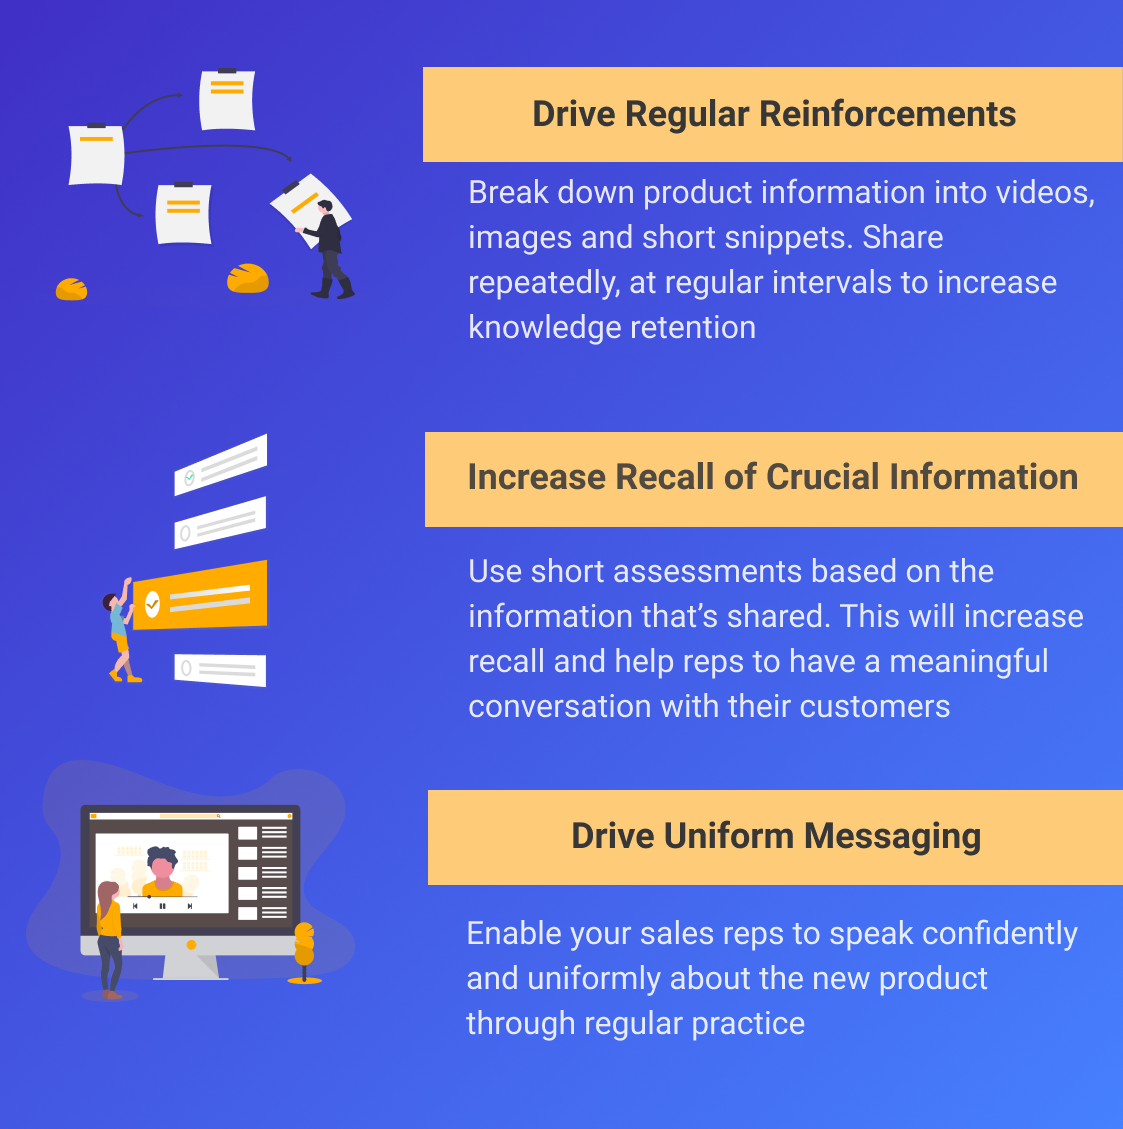 Drive Regular Reinforcements
Break down product information into videos,
images and short snippets. Share
repeatedly, at regular intervals to increase
knowledge retention
Increase Recall of Crucial Information
Use short assessments based on the
information that’s shared. This will increase
recall and help reps to have a meaningful
conversation with their customers
Drive Uniform Messaging
Enable your sales reps to speak confidently
and uniformly about the new product
through regular practice